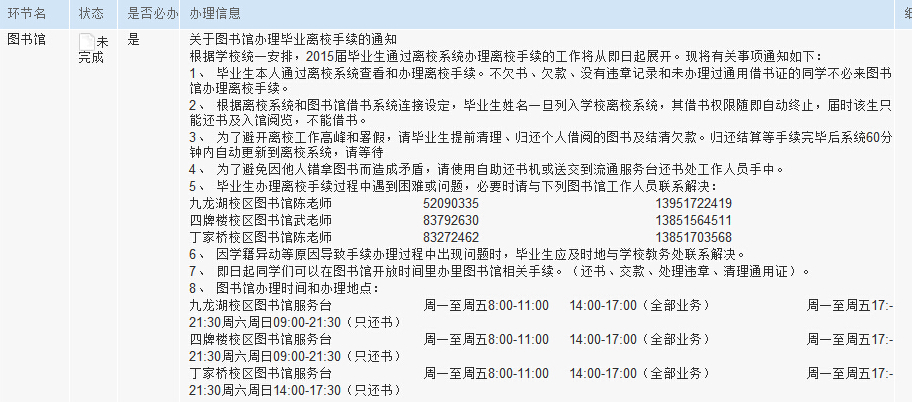 环节名 状态 是否必办 办理信息
图书馆 未完成 是 关于图书馆办理毕业离校手续的通知
根据学校统一安排，2015届毕业生通过离校系统办理离校手续的工作将从即日起展开。现将有关事项通知如下：
1、 毕业生本人通过离校系统查看和办理离校手续。不欠书、欠款、没有违章记录和未办理过通用借书证的同学不必来图书
馆办理离校手续。
2、 根据离校系统和图书馆借书系统连接设定，毕业生姓名一旦列入学校离校系统，其借书权限随即自动终止，届时该生只
能还书及入馆阅览，不能借书。
3、 为了避开离校工作高峰和暑假，请毕业生提前清理、归还个人借阅的图书及结清欠款。归还结算等手续完毕后系统60分
钟内自动更新到离校系统，请等待
4、 为了避免因他人错拿图书而造成矛盾，请使用自助还书机或送交到流通服务台还书处工作人员手中。
5、 毕业生办理离校手续过程中遇到困难或问题，必要时请与下列图书馆工作人员联系解决：
九龙湖校区图书馆陈老师 52090335 13951722419
四牌楼校区图书馆武老师 83792630 13851564511
丁家桥校区图书馆陈老师 83272462 13851703568
6、 因学籍异动等原因导致手续办理过程中出现问题时，毕业生应及时地与学校教务处联系解决。
7、 即日起同学们可以在图书馆开放时间里办里图书馆相关手续。（还书、交款、处理违章、清理通用证）。
8、 图书馆办理时间和办理地点：
九龙湖校区图书馆服务台 周一至周五8:00-11:00 14:00-17:00（全部业务） 周一至周五17:-
21:30周六周日09:00-21:30（只还书）
四牌楼校区图书馆服务台 周一至周五8:00-11:00 14:00-17:00（全部业务） 周一至周五17:-
21:30周六周日09:00-21:30（只还书）
丁家桥校区图书馆服务台 周一至周五8:00-11:00 14:00-17:00（全部业务） 周一至周五17:-
21:30周六周日14:00-17:30（只还书）